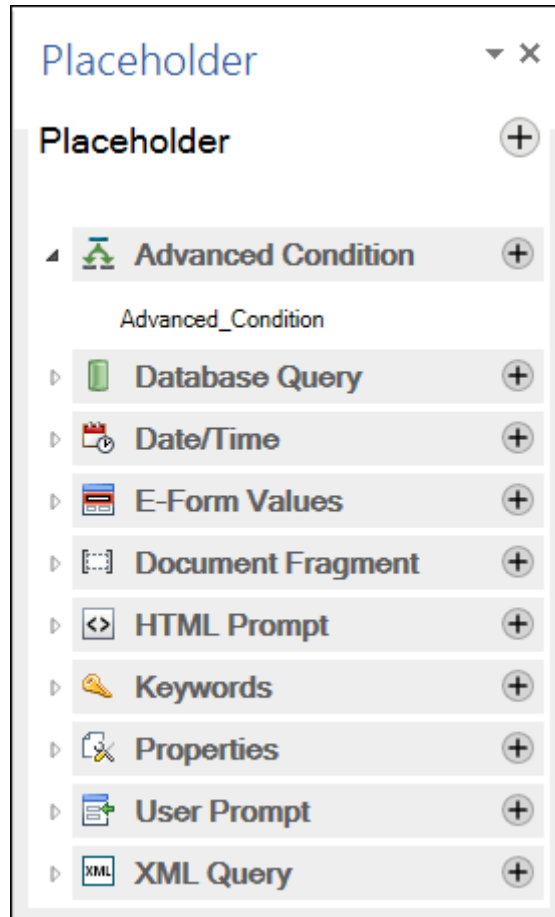 Placeholder
Placeholder
Advanced Condition
Advanced_Condition
Database Query
Date/Time
E-Form Values
Document Fragment
HTML Prompt
Keywords
Properties
User Prompt
XML XML Query